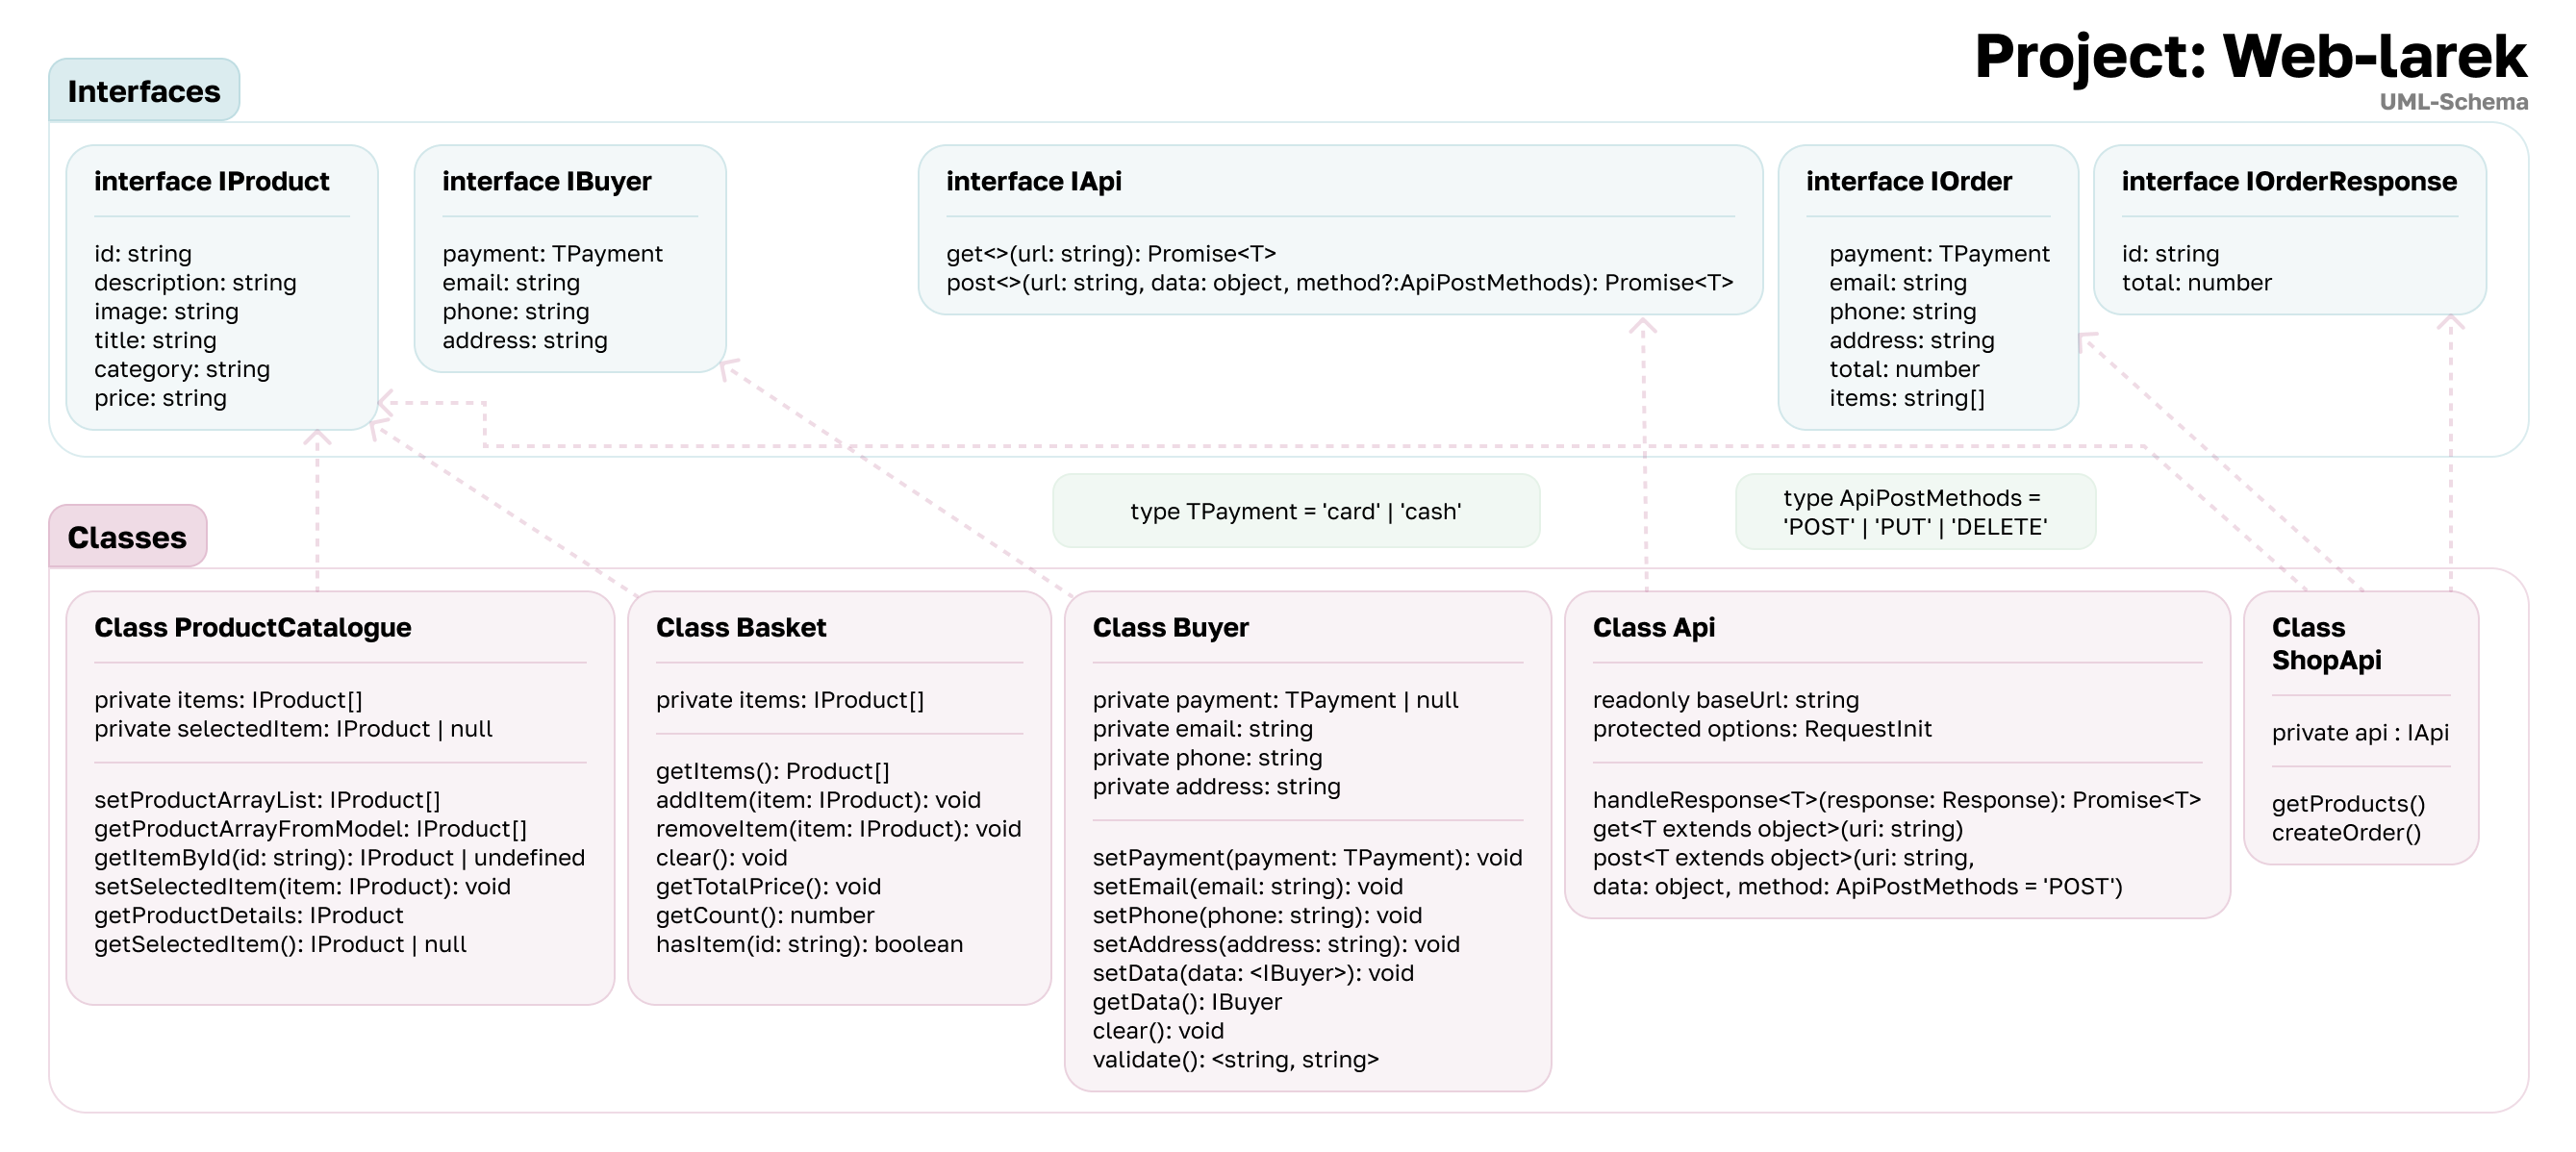 Project: Web-larek
UML-Schema
Interfaces
interface IProduct
id: string
description: string
image: string
title: string
category: string
price: string
interface IBuyer
payment: TPayment
email: string
phone: string
address: string
interface IApi
get<>(url: string): Promise<T>
post<>(url: string, data: object, method?:ApiPostMethods): Promise<T>
interface IOrder
payment: TPayment
email: string
phone: string
address: string
total: number
items: string[]
interface IOrderResponse
id: string
total: number
type TPayment = 'card' | 'cash'
type ApiPostMethods =
'POST' | 'PUT' | 'DELETE'
Classes
Class ProductCatalogue
private items: IProduct[]
private selectedItem: IProduct | null
setProductArrayList: IProduct[]
getProductArrayFromModel: IProduct[]
getItemById(id: string): IProduct | undefined
setSelectedItem(item: IProduct): void
getProductDetails: IProduct
getSelectedItem(): IProduct | null
Class Basket
private items: IProduct[]
getItems(): Product[]
addItem(item: IProduct): void
removeItem(item: IProduct): void
clear(): void
getTotalPrice(): void
getCount(): number
hasItem(id: string): boolean
Class Buyer
private payment: TPayment | null
private email: string
private phone: string
private address: string
setPayment(payment: TPayment): void
setEmail(email: string): void
setPhone(phone: string): void
setAddress(address: string): void
setData(data: <IBuyer>): void
getData(): IBuyer
clear(): void
validate(): <string, string>
Class Api
readonly baseUrl: string
protected options: RequestInit
handleResponse<T>(response: Response): Promise<T>
get<T extends object>(uri: string)
post<T extends object>(uri: string,
data: object, method: ApiPostMethods = 'POST')
Class
ShopApi
private api : IApi
getProducts()
createOrder()